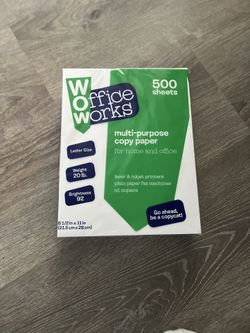 WOW
Office
Works
500
sheets
multi-purpose
copy paper
for home and office
Letter Size
Weight
20 lb.
Brightness
92
laser & inkjet printers
plain paper fax machines
all copiers
8 1/2 in x 11 in
(21.5 cm x 28 cm)
Go ahead,
be a copycat!